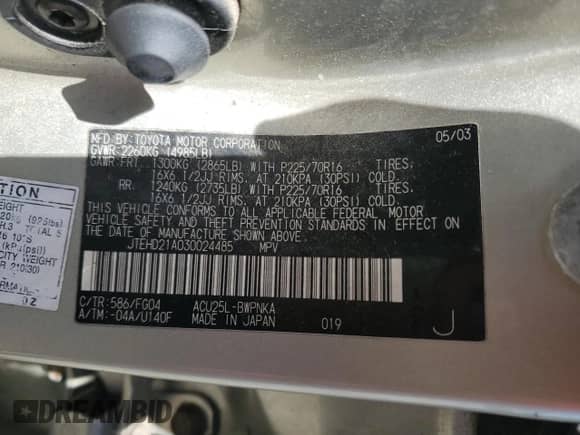 MFD BY: TOYOTA MOTOR CORPORATION 05/03
GVWR 2260KG (4985LB)
GAWR FRT. 1300KG (2865LB) WITH P225/70R16 TIRES.
16X6 1/2JJ RIMS. AT 210KPA (30PSI) COLD.
RR. 1240KG (2735LB) WITH P225/70R16 TIRES.
16X6 1/2JJ RIMS. AT 210KPA (30PSI) COLD.
THIS VEHICLE CONFORMS TO ALL APPLICABLE FEDERAL MOTOR
VEHICLE SAFETY, BUMPER, AND THEFT PREVENTION STANDARDS IN EFFECT ON
THE DATE OF MANUFACTURE SHOWN ABOVE.
JTEHD21A030024485 MPV
C/TR:586/FG04 ACU25L-BWPNKA
A/TM:-04A/U140F MADE IN JAPAN 019 J
TION
DREAMBID